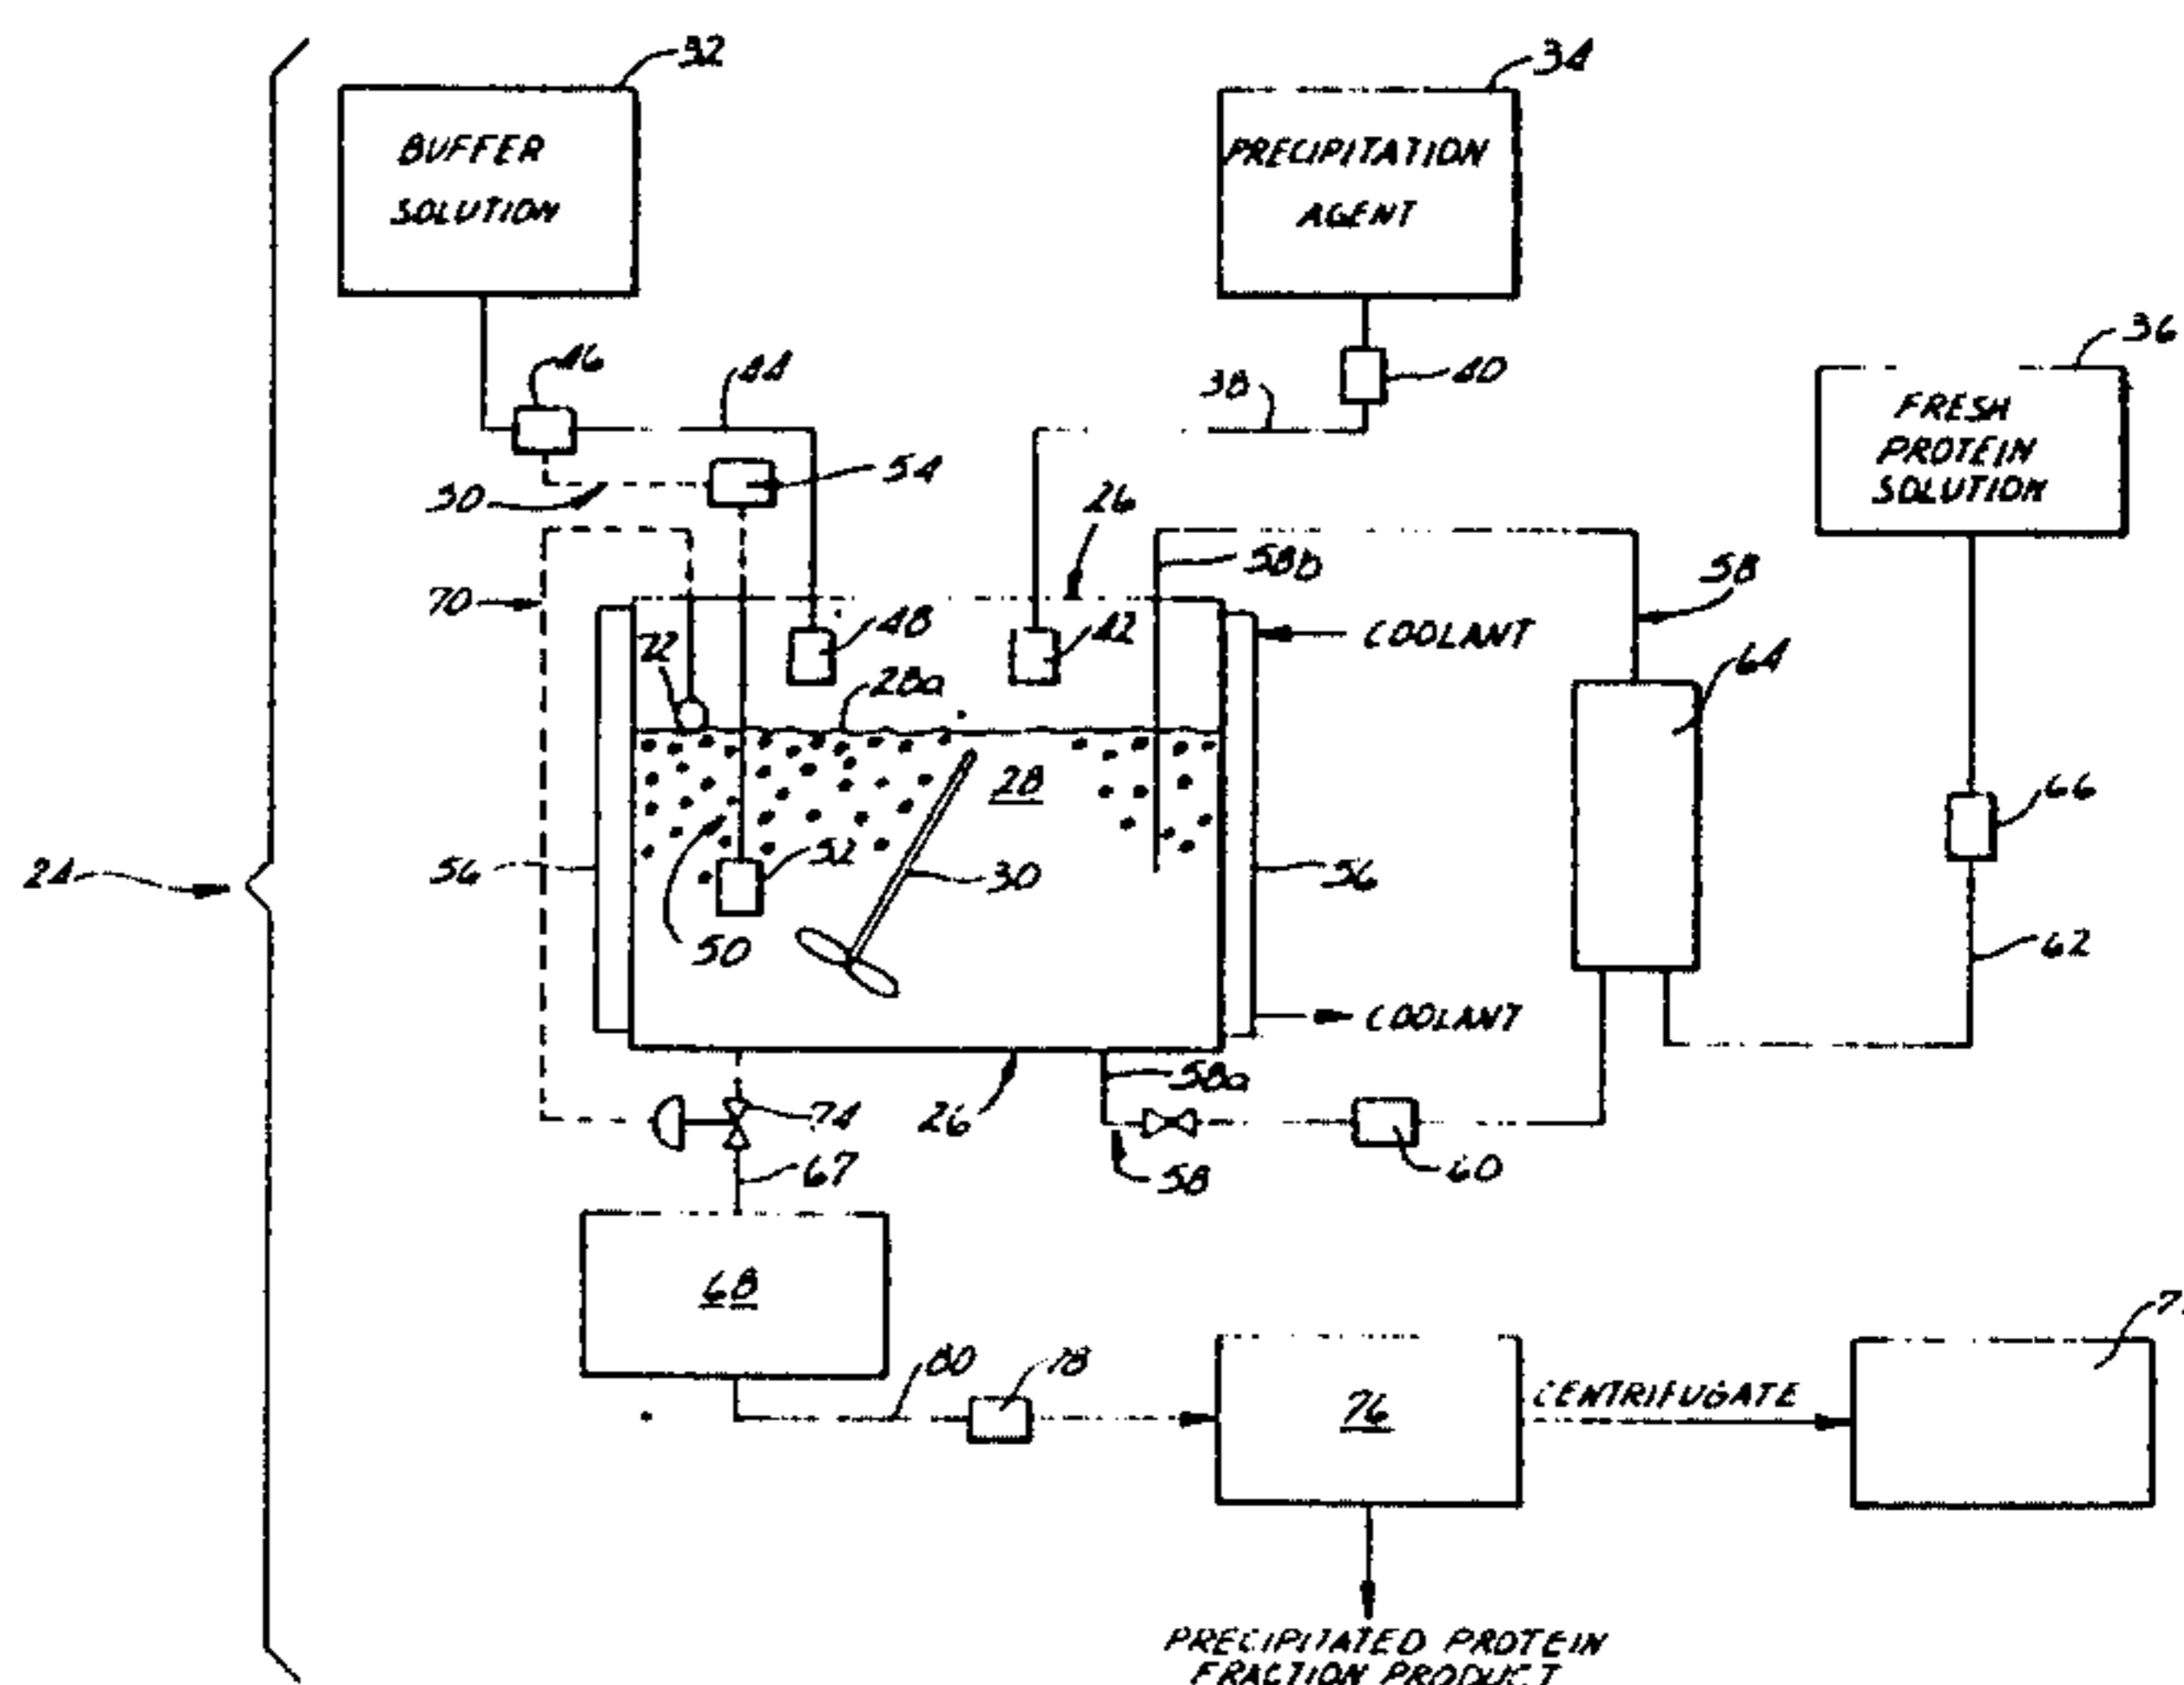 32
34
BUFFER
SOLUTION
PRECIPITATION
AGENT
36
46
44
38
40
FRESH
PROTEIN
SOLUTION
50
54
26
58b
58
70
48
42
COOLANT
64
72
28a
28
66
56
52
30
56
24
50
62
COOLANT
58a
74
26
67
58
60
68
80
78
76
CENTRIFUGATE
PRECIPITATED PROTEIN
FRACTION PRODUCT